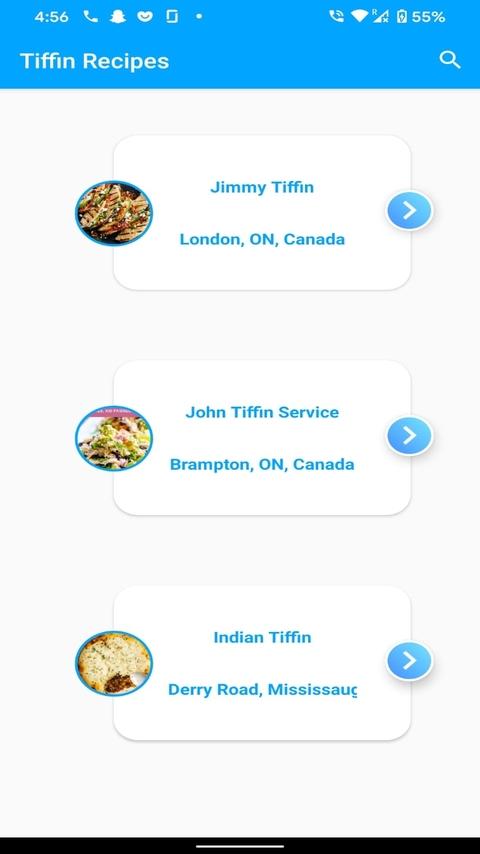 4:56
R
55%
Tiffin Recipes
Jimmy Tiffin
London, ON, Canada
John Tiffin Service
Brampton, ON, Canada
Indian Tiffin
Derry Road, Mississaug